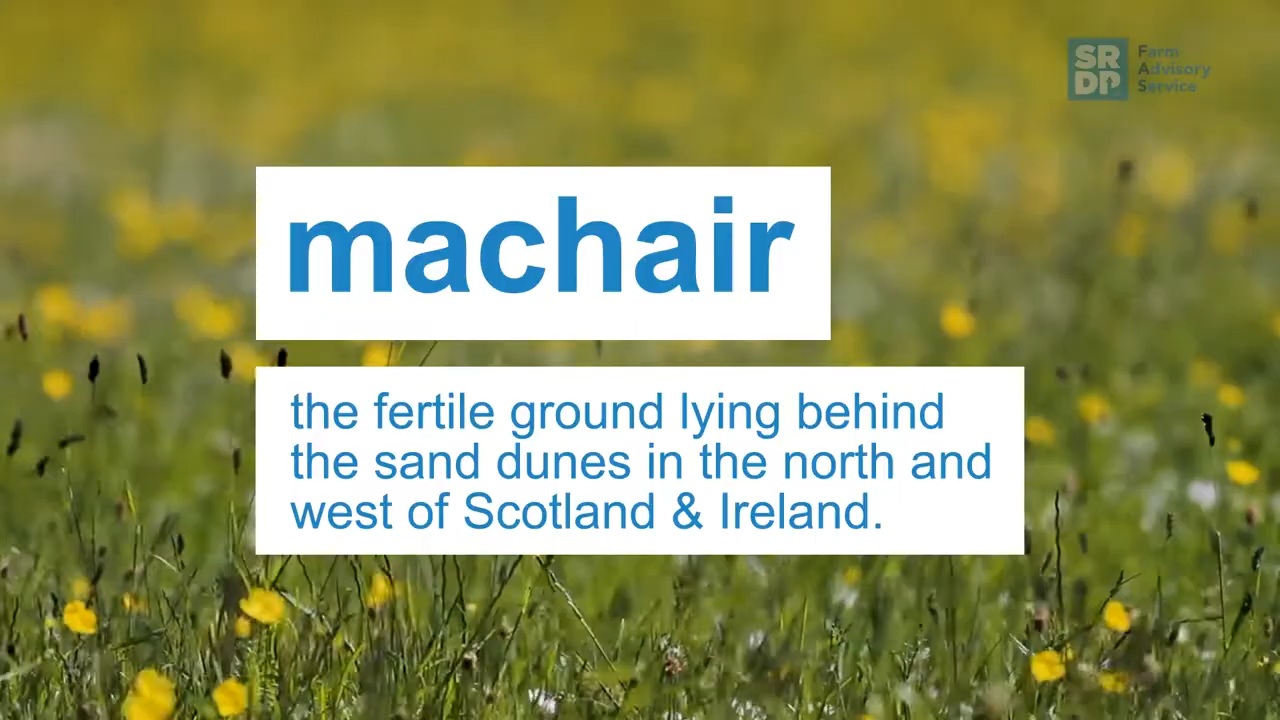 SR
DP
Farm
Advisory
Service
machair
the fertile ground lying behind
the sand dunes in the north and
west of Scotland & Ireland.